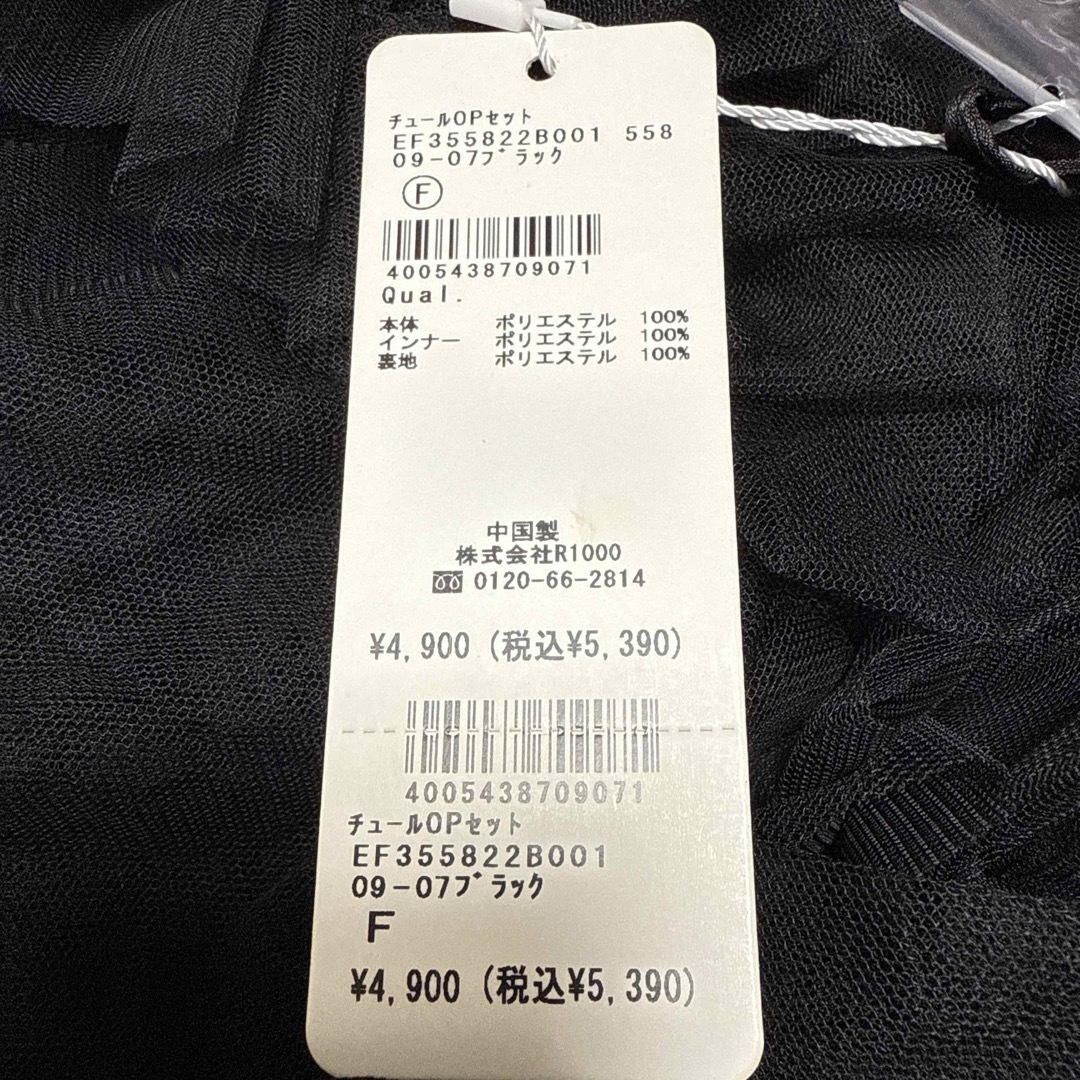 チュールOPセット
EF355822B001 558
09-07ブラック
F
4005438709071
Qual.
本体 ポリエステル 100%
インナー ポリエステル 100%
裏地 ポリエステル 100%
中国製
株式会社R1000
0120-66-2814
¥4,900 (税込¥5,390)
4005438709071
チュールOPセット
EF355822B001
09-07ブラック
F
¥4,900 (税込¥5,390)